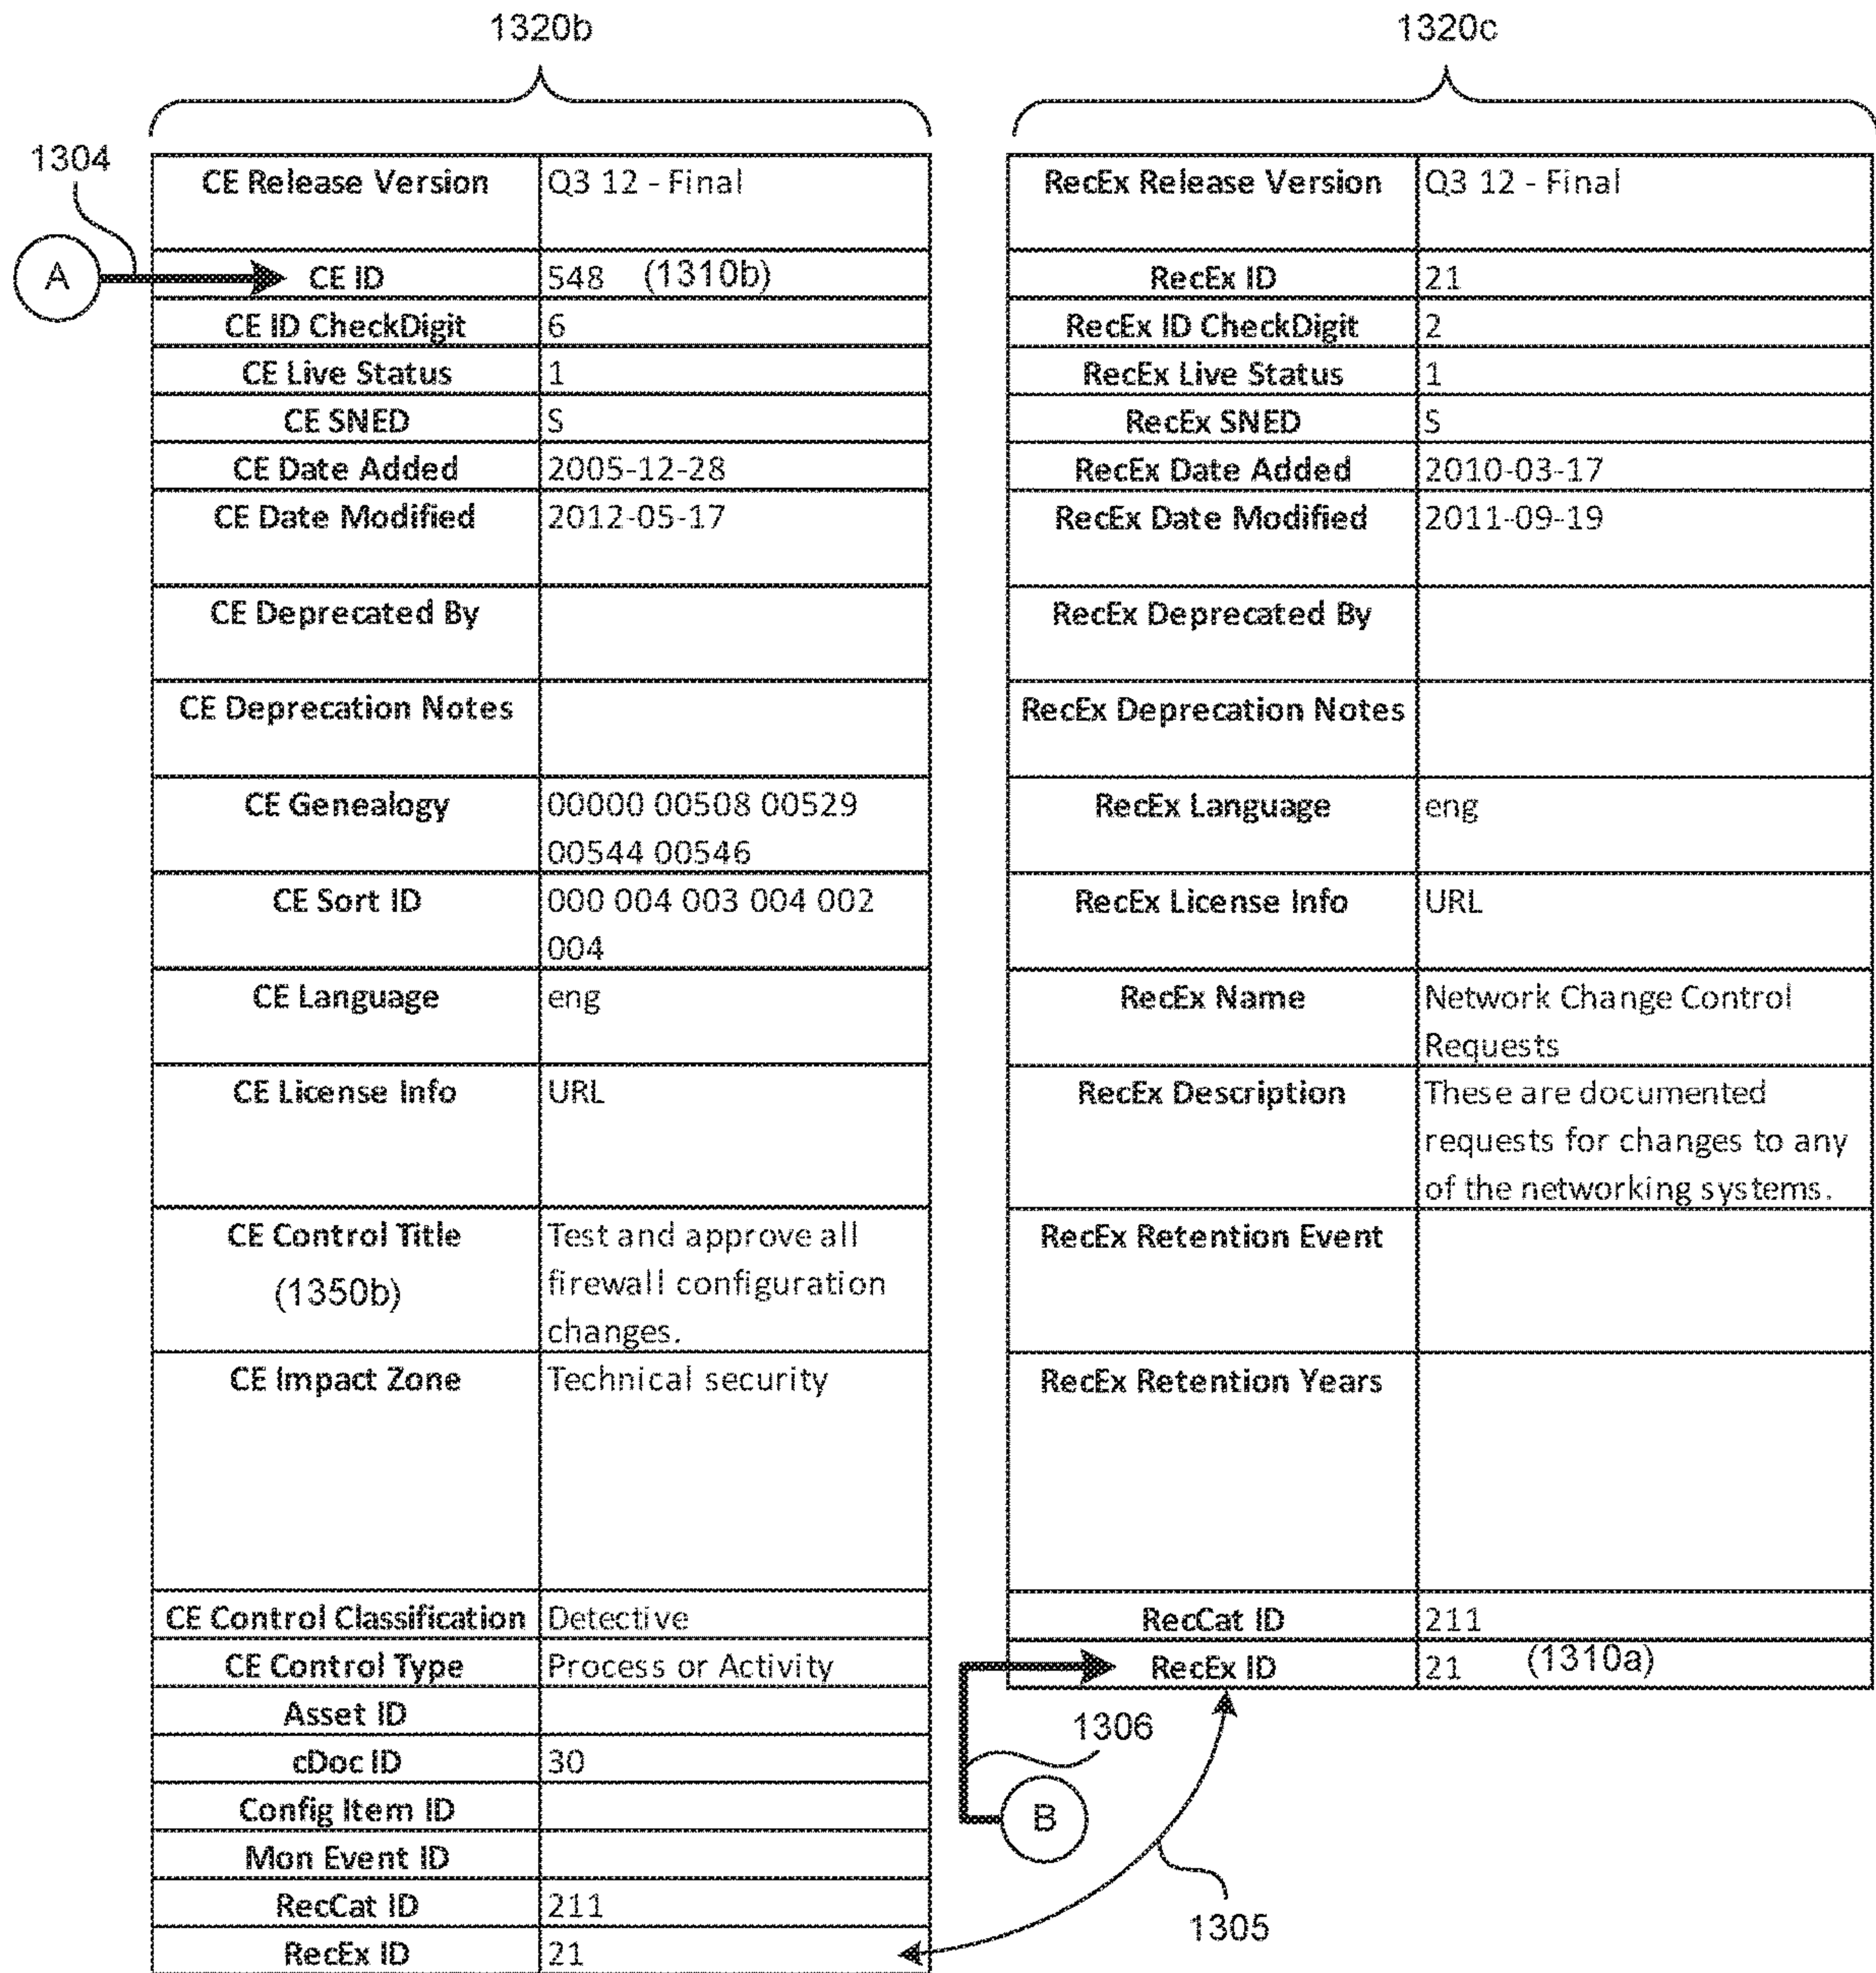 1320b
1304
A
CE Release Version Q3 12 - Final
CE ID 548 (1310b)
CE ID CheckDigit 6
CE Live Status 1
CE SNED S
CE Date Added 2005-12-28
CE Date Modified 2012-05-17
CE Deprecated By
CE Deprecation Notes
CE Genealogy 00000 00508 00529
00544 00546
CE Sort ID 000 004 003 004 002
004
CE Language eng
CE License Info URL
CE Control Title Test and approve all
(1350b) firewall configuration
changes.
CE Impact Zone Technical security
CE Control Classification Detective
CE Control Type Process or Activity
Asset ID
cDoc ID 30
Config Item ID
Mon Event ID
RecCat ID 211
RecEx ID 21
1320c
RecEx Release Version Q3 12 - Final
RecEx ID 21
RecEx ID CheckDigit 2
RecEx Live Status 1
RecEx SNED S
RecEx Date Added 2010-03-17
RecEx Date Modified 2011-09-19
RecEx Deprecated By
RecEx Deprecation Notes
RecEx Language eng
RecEx License Info URL
RecEx Name Network Change Control
Requests
RecEx Description These are documented
requests for changes to any
of the networking systems.
RecEx Retention Event
RecEx Retention Years
RecCat ID 211
RecEx ID 21 (1310a)
1306
B
1305